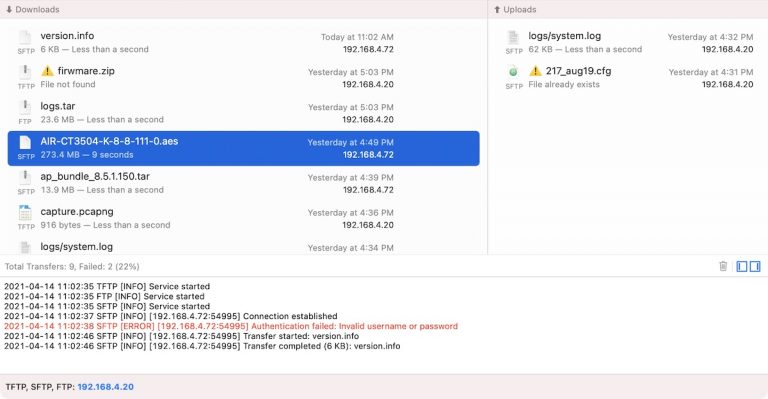 Downloads
version.info
Today at 11:02 AM
SFTP
6 KB — Less than a second
192.168.4.72
firwmare.zip
Yesterday at 5:03 PM
TFTP
File not found
192.168.4.20
logs.tar
Yesterday at 5:03 PM
TFTP
23.6 MB — Less than a second
192.168.4.20
AIR-CT3504-K-8-8-111-0.aes
Yesterday at 4:49 PM
SFTP
273.4 MB — 9 seconds
192.168.4.72
ap_bundle_8.5.1.150.tar
Yesterday at 4:39 PM
SFTP
13.9 MB — Less than a second
192.168.4.72
capture.pcapng
Yesterday at 4:36 PM
TFTP
916 bytes — Less than a second
192.168.4.20
logs/system.log
Yesterday at 4:34 PM
Uploads
logs/system.log
Yesterday at 4:32 PM
SFTP
62 KB — Less than a second
192.168.4.20
217_aug19.cfg
Yesterday at 4:31 PM
SFTP
File already exists
192.168.4.20
Total Transfers: 9, Failed: 2 (22%)
2021-04-14 11:02:35 TFTP [INFO] Service started
2021-04-14 11:02:35 FTP [INFO] Service started
2021-04-14 11:02:35 SFTP [INFO] Service started
2021-04-14 11:02:37 SFTP [INFO] [192.168.4.72:54995] Connection established
2021-04-14 11:02:38 SFTP [ERROR] [192.168.4.72:54995] Authentication failed: Invalid username or password
2021-04-14 11:02:46 SFTP [INFO] [192.168.4.72:54995] Transfer started: version.info
2021-04-14 11:02:46 SFTP [INFO] [192.168.4.72:54995] Transfer completed (6 KB): version.info
TFTP, SFTP, FTP: 192.168.4.20